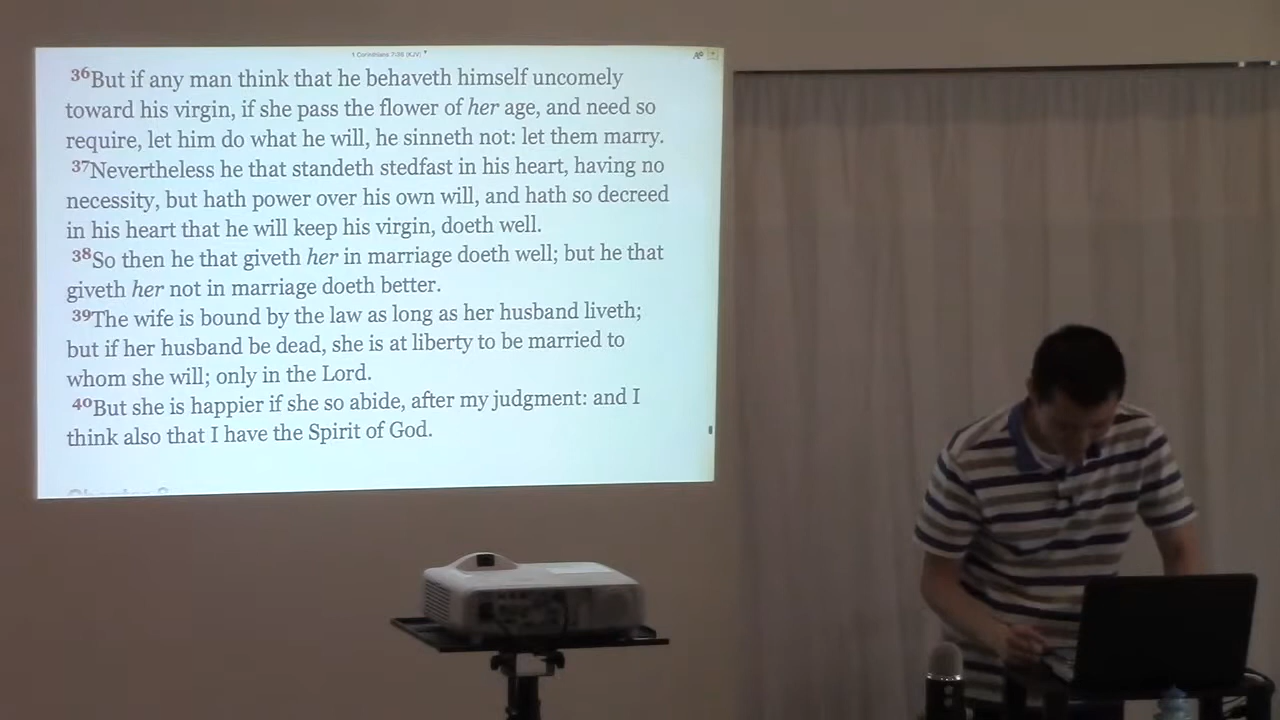 1 Corinthians 7:36 (KJV)
36But if any man think that he behaveth himself uncomely
toward his virgin, if she pass the flower of her age, and need so
require, let him do what he will, he sinneth not: let them marry.
37Nevertheless he that standeth stedfast in his heart, having no
necessity, but hath power over his own will, and hath so decreed
in his heart that he will keep his virgin, doeth well.
38So then he that giveth her in marriage doeth well; but he that
giveth her not in marriage doeth better.
39The wife is bound by the law as long as her husband liveth;
but if her husband be dead, she is at liberty to be married to
whom she will; only in the Lord.
40But she is happier if she so abide, after my judgment: and I
think also that I have the Spirit of God.